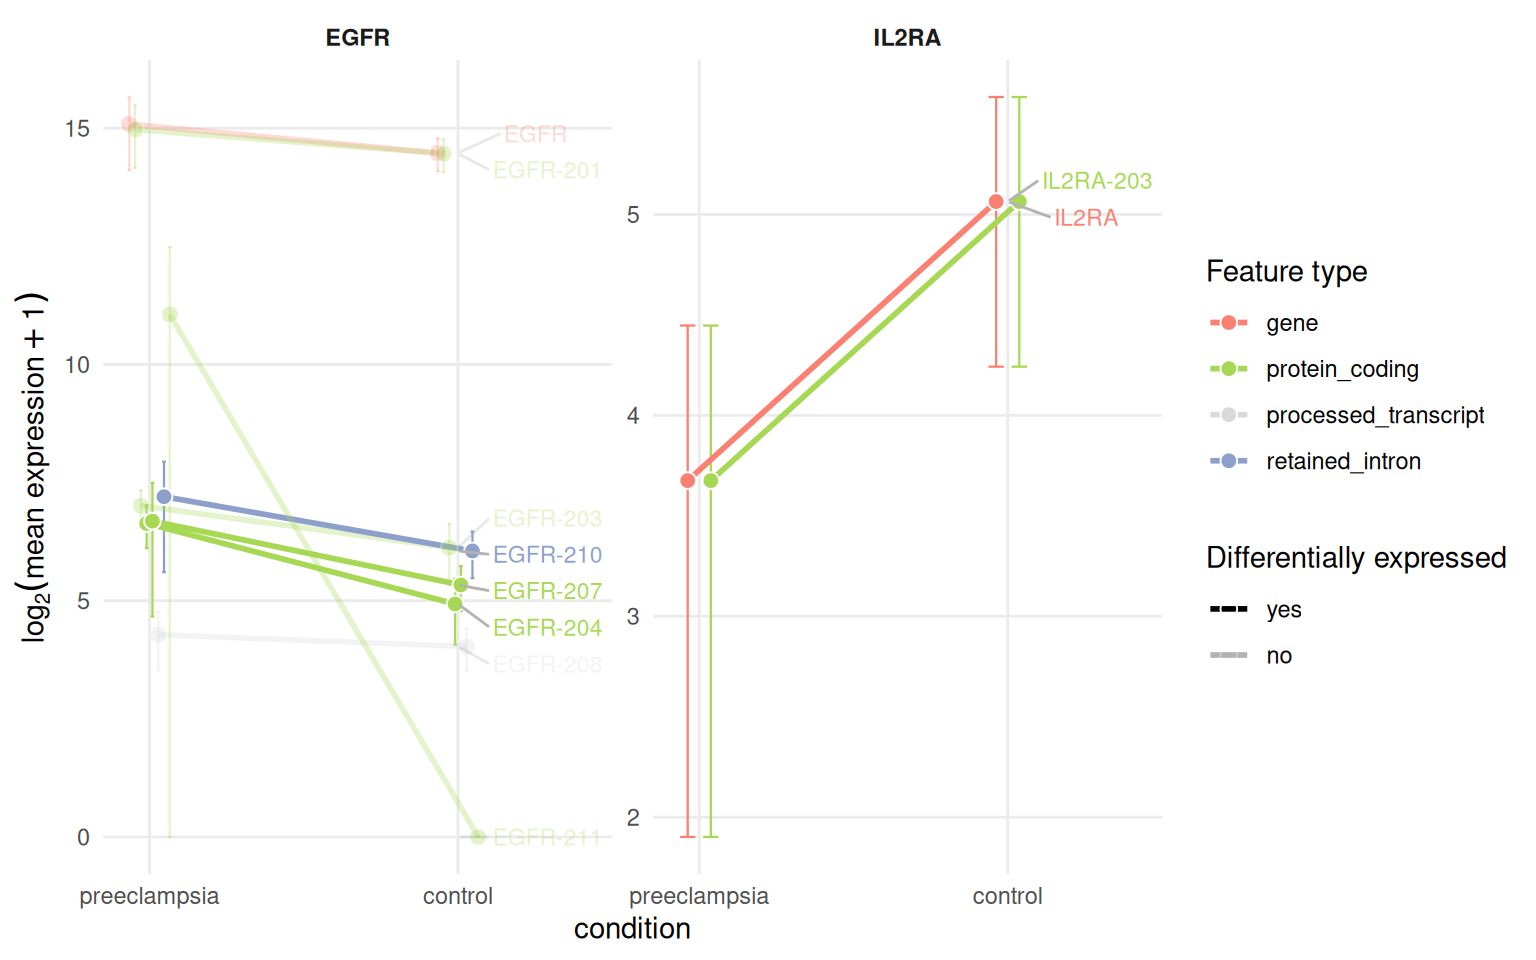 EGFR
IL2RA
log2(mean expression + 1)
15
10
5
0
EGFR
EGFR-201
EGFR-203
EGFR-210
EGFR-207
EGFR-204
EGFR-208
EGFR-211
5
4
3
2
IL2RA-203
IL2RA
preeclampsia
control
preeclampsia
control
condition
Feature type
gene
protein_coding
processed_transcript
retained_intron
Differentially expressed
yes
no